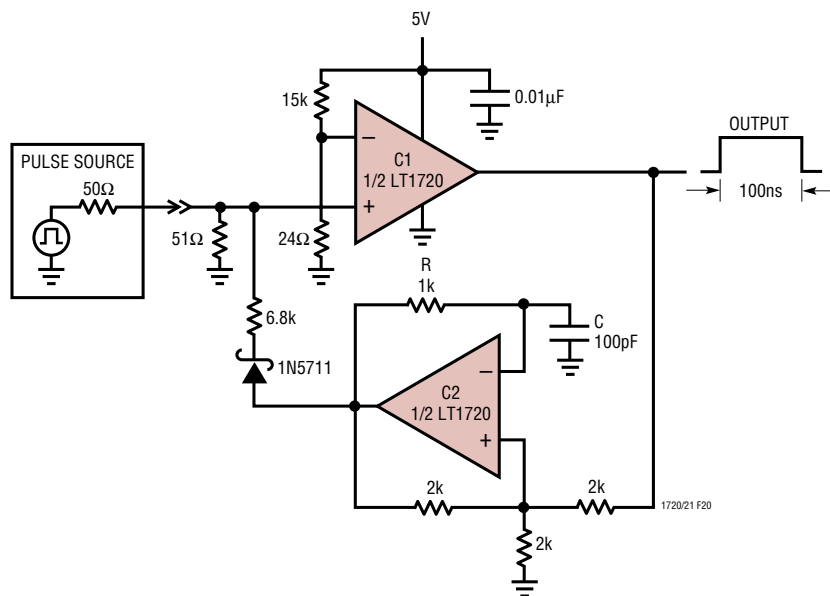 5V
15k
0.01µF
C1
1/2 LT1720
−
+
PULSE SOURCE
50Ω
51Ω
24Ω
OUTPUT
100ns
R
1k
C
100pF
6.8k
1N5711
C2
1/2 LT1720
−
+
2k
2k
2k
1720/21 F20